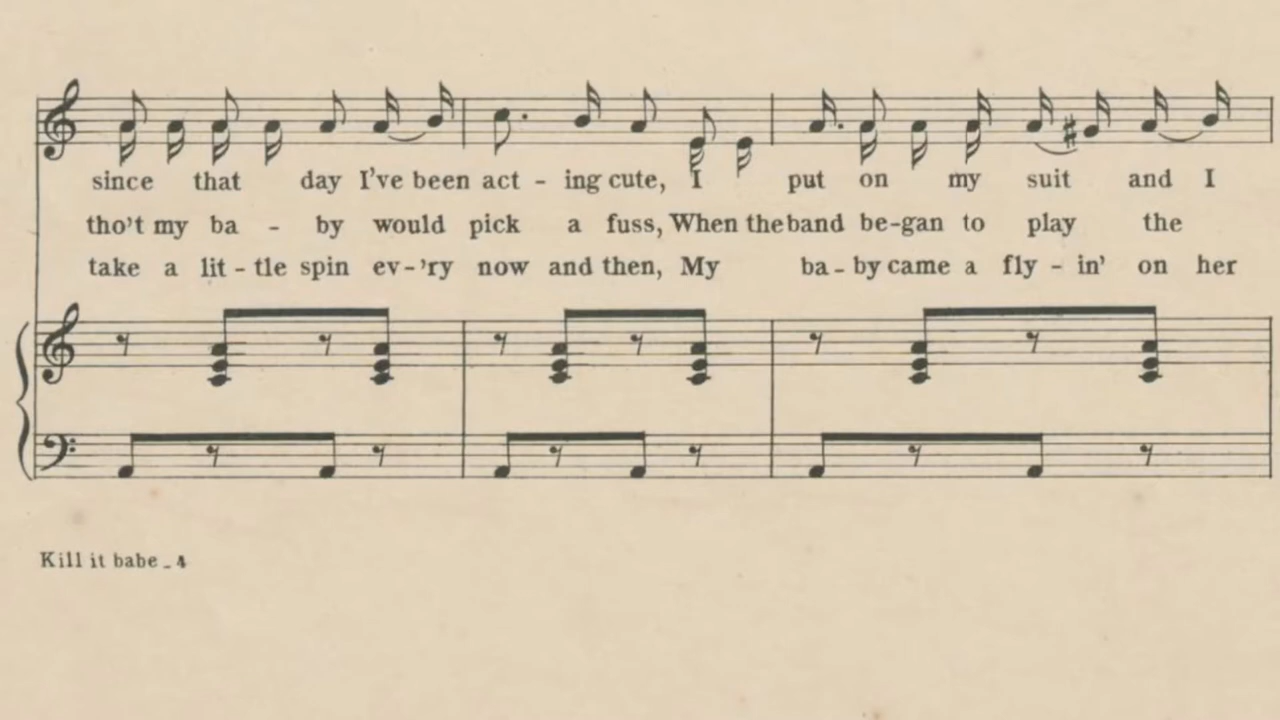 since that day I've been act - ing cute, I put on my suit and I
tho't my ba - by would pick a fuss, When the band be-gan to play the
take a lit - tle spin ev-'ry now and then, My ba - by came a fly - in' on her
Kill it babe _ 4